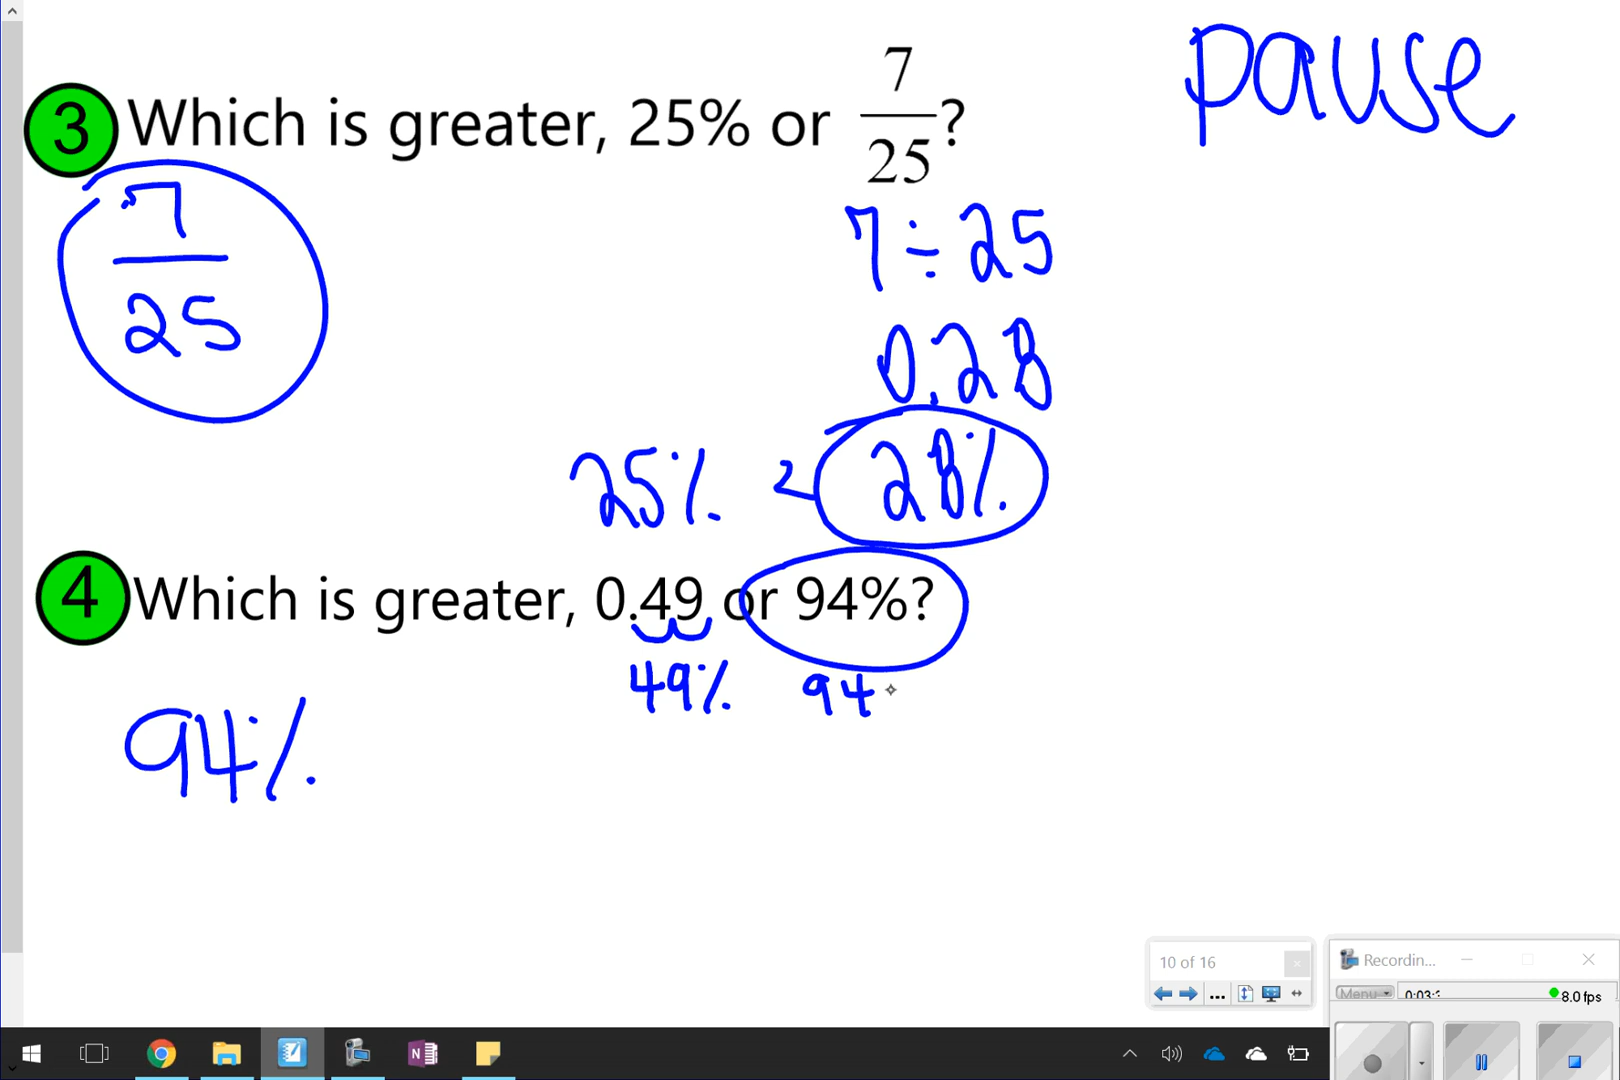 pause
3 Which is greater, 25% or 7/25?
7/25
7 ÷ 25
0.28
25% < 28%
4 Which is greater, 0.49 or 94%?
49% 94
94%
10 of 16
Recordin...
Menu
8.0 fps